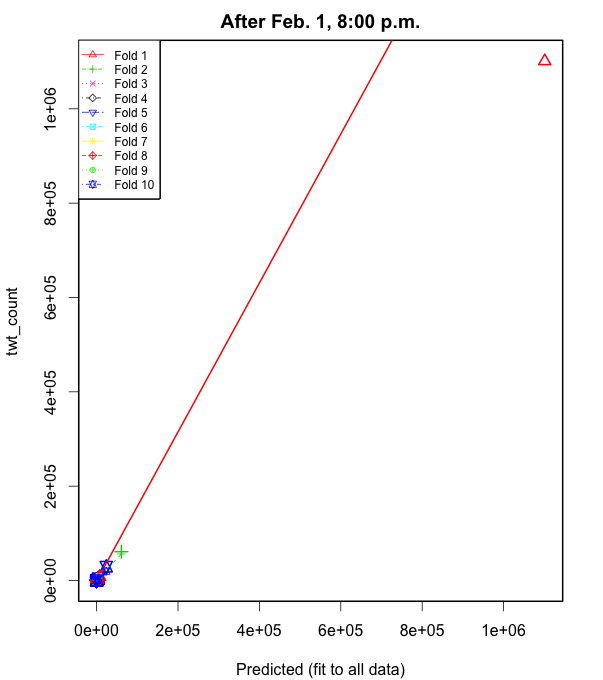 After Feb. 1, 8:00 p.m.
Fold 1
Fold 2
Fold 3
Fold 4
Fold 5
Fold 6
Fold 7
Fold 8
Fold 9
Fold 10
twt_count
1e+06
8e+05
6e+05
4e+05
2e+05
0e+00
0e+00 2e+05 4e+05 6e+05 8e+05 1e+06
Predicted (fit to all data)